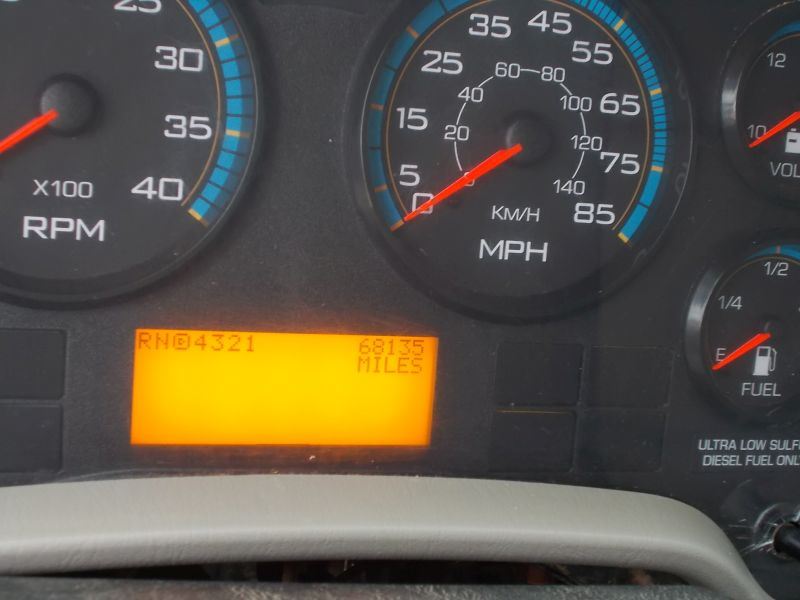 25
30
35
40
X100
RPM
0
5
15
25
35
45
55
65
75
85
0
20
40
60
80
100
120
140
KM/H
MPH
12
10
VOL
1/2
1/4
E
FUEL
ULTRA LOW SULF
DIESEL FUEL ONL
RNⒹ4321 68135
MILES